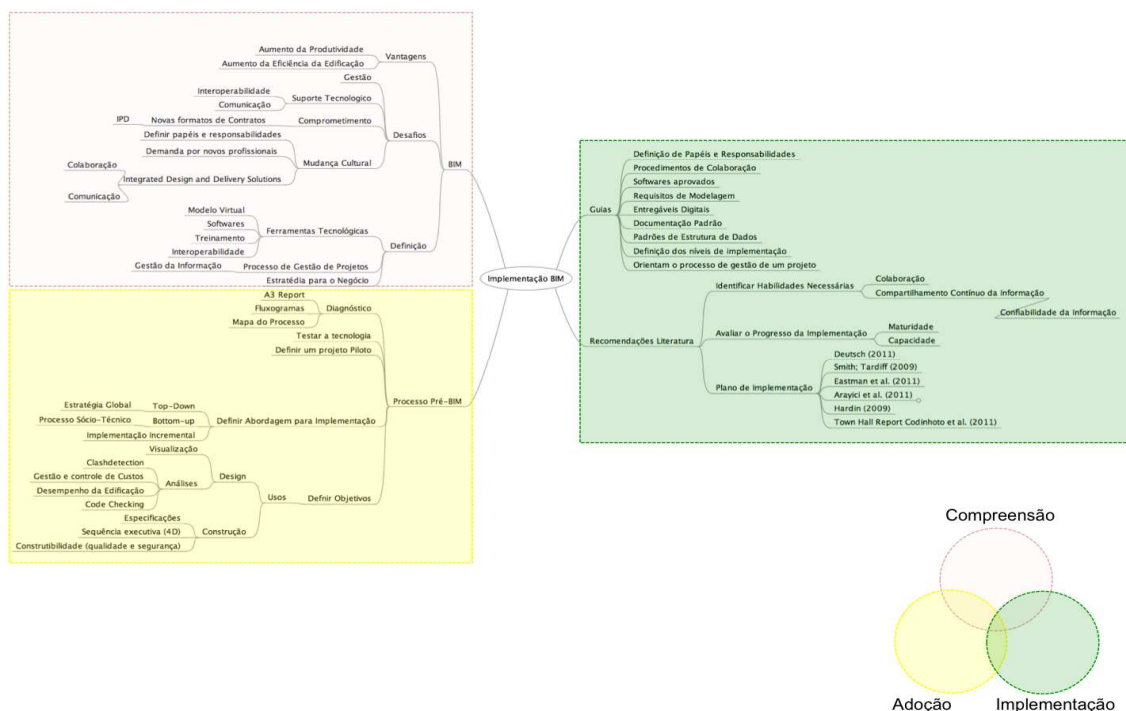 Aumento da Produtividade
Aumento da Eficiência da Edificação
Vantagens
Gestão
Interoperabilidade
Comunicação
Suporte Tecnologico
IPD
Novas formatos de Contratos
Comprometimento
Desafios
Definir papéis e responsabilidades
Demanda por novos profissionais
Mudança Cultural
BIM
Colaboração
Integrated Design and Delivery Solutions
Comunicação
Modelo Virtual
Softwares
Treinamento
Interoperabilidade
Ferramentas Tecnológicas
Definição
Gestão da Informação
Processo de Gestão de Projetos
Estratédia para o Negócio
Implementação BIM
A3 Report
Fluxogramas
Mapa do Processo
Diagnóstico
Testar a tecnologia
Definir um projeto Piloto
Processo Pré-BIM
Estratégia Global
Top-Down
Processo Sócio-Técnico
Bottom-up
Implementação Incremental
Definir Abordagem para Implementação
Visualização
Clashdetection
Gestão e controle de Custos
Desempenho da Edificação
Code Checking
Análises
Design
Usos
Defnir Objetivos
Especificações
Sequência executiva (4D)
Construtibilidade (qualidade e segurança)
Construção
Guias
Definição de Papéis e Responsabilidades
Procedimentos de Colaboração
Softwares aprovados
Requisitos de Modelagem
Entregáveis Digitais
Documentação Padrão
Padrões de Estrutura de Dados
Definição dos níveis de implementação
Orientam o processo de gestão de um projeto
Recomendações Literatura
Identificar Habilidades Necessárias
Colaboração
Compartilhamento Contínuo da Informação
Confiabilidade da Informação
Avaliar o Progresso da Implementação
Maturidade
Capacidade
Plano de Implementação
Deutsch (2011)
Smith; Tardiff (2009)
Eastman et al. (2011)
Arayici et al. (2011)
Hardin (2009)
Town Hall Report Codinhoto et al. (2011)
Compreensão
Adoção
Implementação